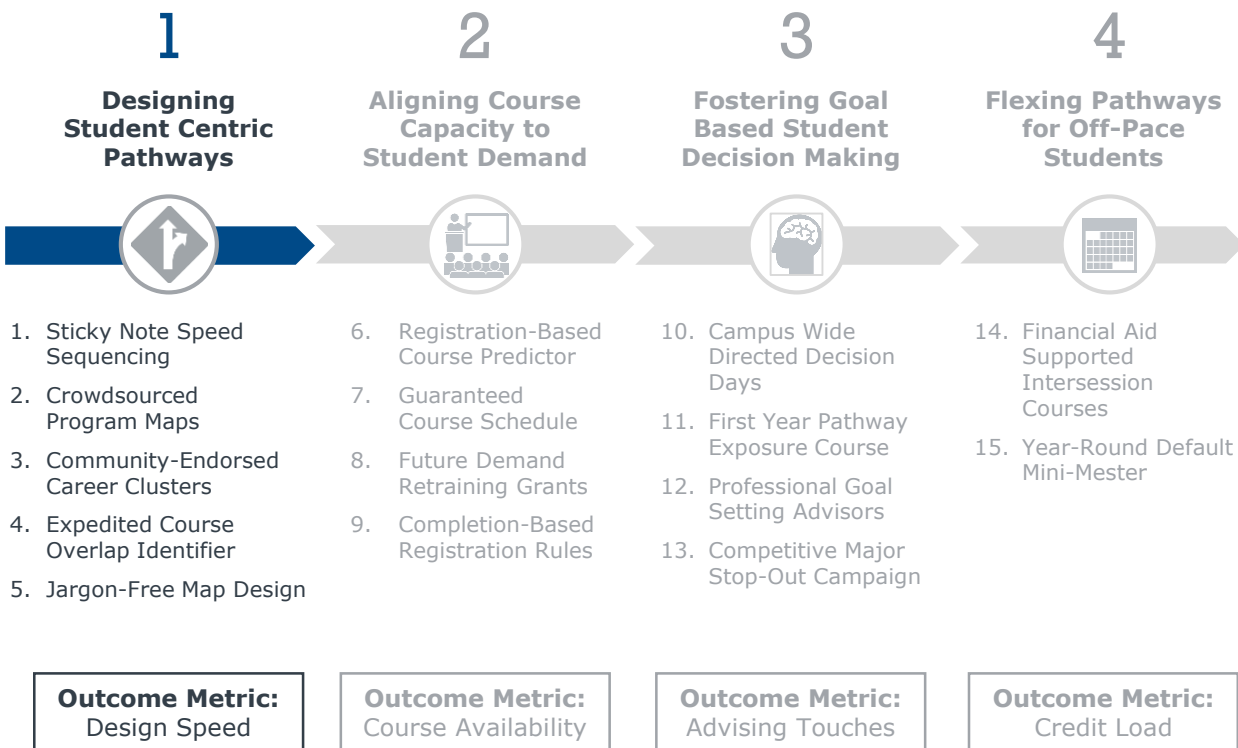 1
Designing
Student Centric
Pathways
1. Sticky Note Speed
Sequencing
2. Crowdsourced
Program Maps
3. Community-Endorsed
Career Clusters
4. Expedited Course
Overlap Identifier
5. Jargon-Free Map Design
Outcome Metric:
Design Speed
2
Aligning Course
Capacity to
Student Demand
6. Registration-Based
Course Predictor
7. Guaranteed
Course Schedule
8. Future Demand
Retraining Grants
9. Completion-Based
Registration Rules
Outcome Metric:
Course Availability
3
Fostering Goal
Based Student
Decision Making
10. Campus Wide
Directed Decision
Days
11. First Year Pathway
Exposure Course
12. Professional Goal
Setting Advisors
13. Competitive Major
Stop-Out Campaign
Outcome Metric:
Advising Touches
4
Flexing Pathways
for Off-Pace
Students
14. Financial Aid
Supported
Intersession
Courses
15. Year-Round Default
Mini-Mester
Outcome Metric:
Credit Load